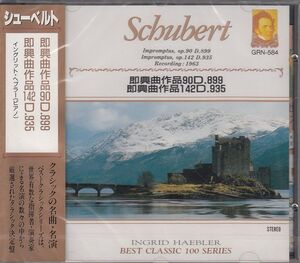 シューベルト
即興曲作品90D.899
即興曲作品142D.935
イングリット・ヘブラー(ピアノ)
クラシックの名曲・名演
Schubert
Impromptus, op.90 D.899
Impromptus, op.142 D.935
Recording : 1963
GRN-584
即興曲作品90D.899
即興曲作品142D.935
STEREO
INGRID HAEBLER
BEST CLASSIC 100 SERIES